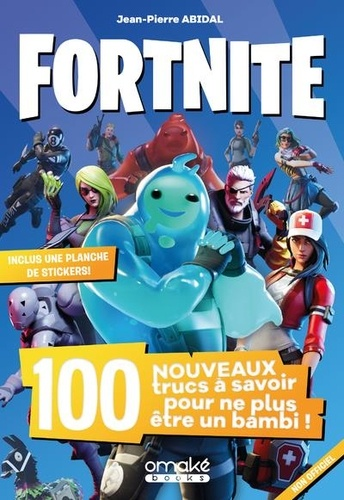 Jean-Pierre ABIDAL
FORTNITE
INCLUS UNE PLANCHE
DE STICKERS!
100
NOUVEAUX
trucs à savoir
pour ne plus
être un bambi !
omaké
books
NON OFFICIEL